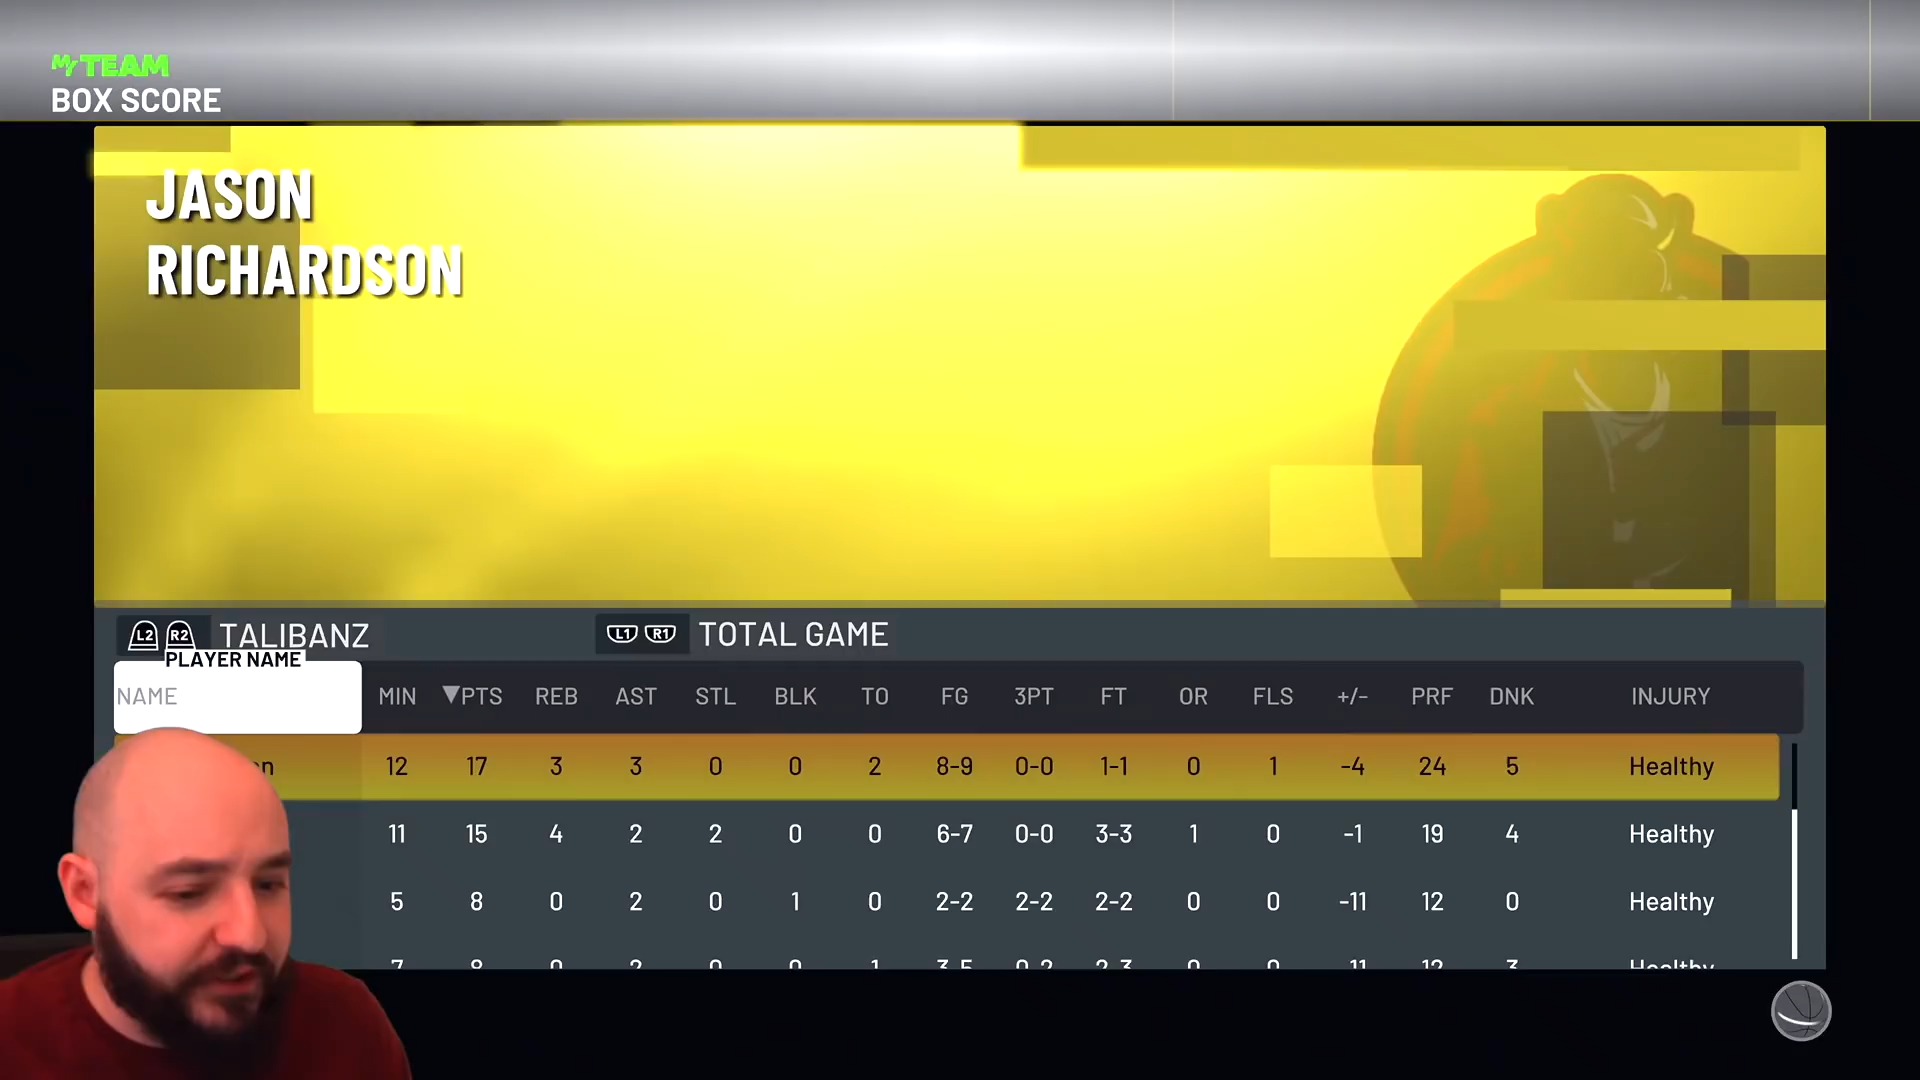 MyTEAM
BOX SCORE
JASON
RICHARDSON
L2 R2 TALIBANZ L1 R1 TOTAL GAME
PLAYER NAME
NAME MIN ▼PTS REB AST STL BLK TO FG 3PT FT OR FLS +/- PRF DNK INJURY
12 17 3 3 0 0 2 8-9 0-0 1-1 0 1 -4 24 5 Healthy
11 15 4 2 2 0 0 6-7 0-0 3-3 1 0 -1 19 4 Healthy
5 8 0 2 0 1 0 2-2 2-2 2-2 0 0 -11 12 0 Healthy